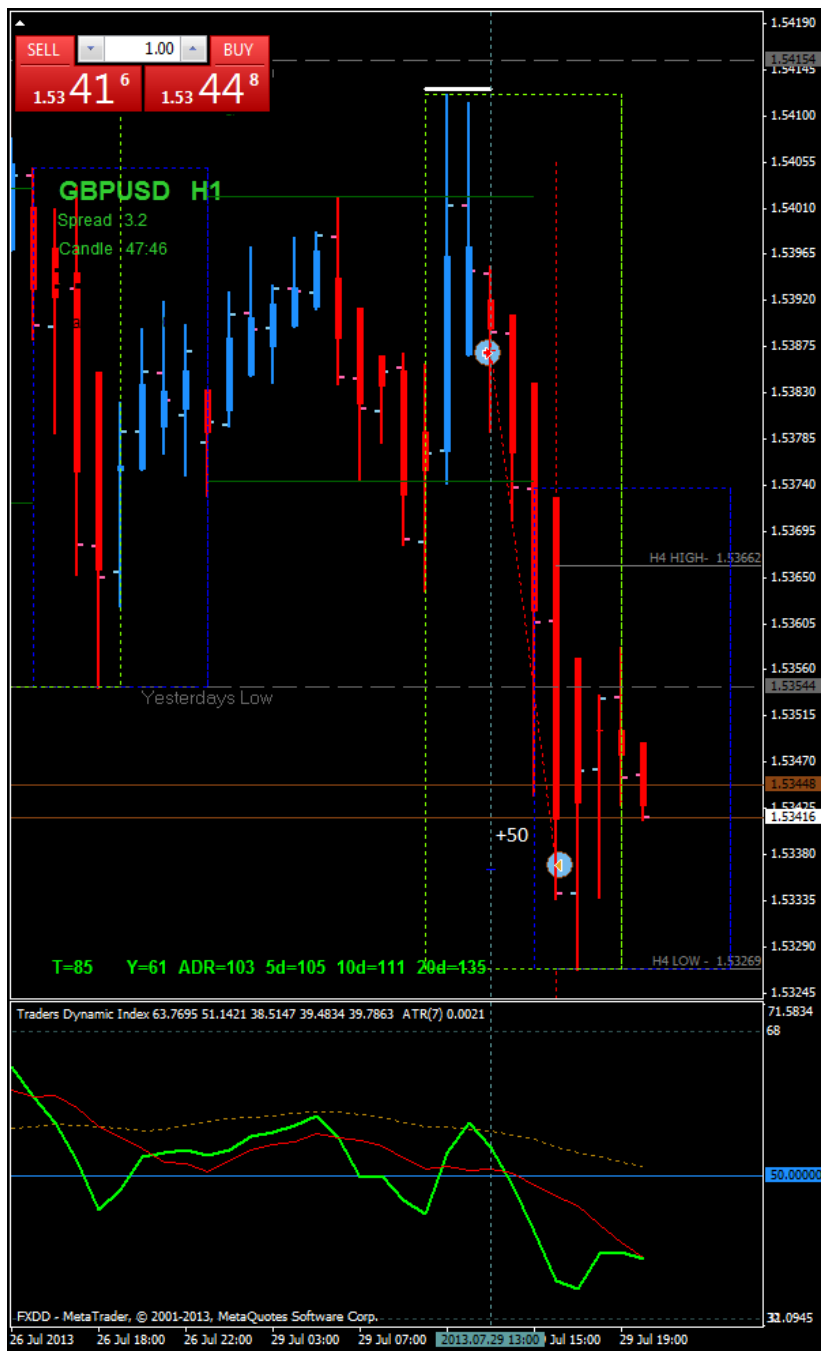 1.54190
1.54154
SELL 1.00 BUY
1.54145
1.53 41 6 1.53 44 8
1.54100
1.54055
GBPUSD H1
1.54010
Spread 3.2
Candle 47:46
1.53965
1.53920
1.53875
1.53830
1.53785
1.53740
1.53695
H4 HIGH- 1.53662
1.53650
1.53605
1.53560
1.53544
Yesterdays Low
1.53515
1.53470
1.53448
1.53425
1.53416
+50
1.53380
1.53335
1.53290
H4 LOW - 1.53269
T=85 Y=61 ADR=103 5d=105 10d=111 20d=135
1.53245
Traders Dynamic Index 63.7695 51.1421 38.5147 39.4834 39.7863 ATR(7) 0.0021
71.5834
68
50.00000
FXDD - MetaTrader, © 2001-2013, MetaQuotes Software Corp.
26 Jul 2013 26 Jul 18:00 26 Jul 22:00 29 Jul 03:00 29 Jul 07:00 2013.07.29 13:00 Jul 15:00 29 Jul 19:00